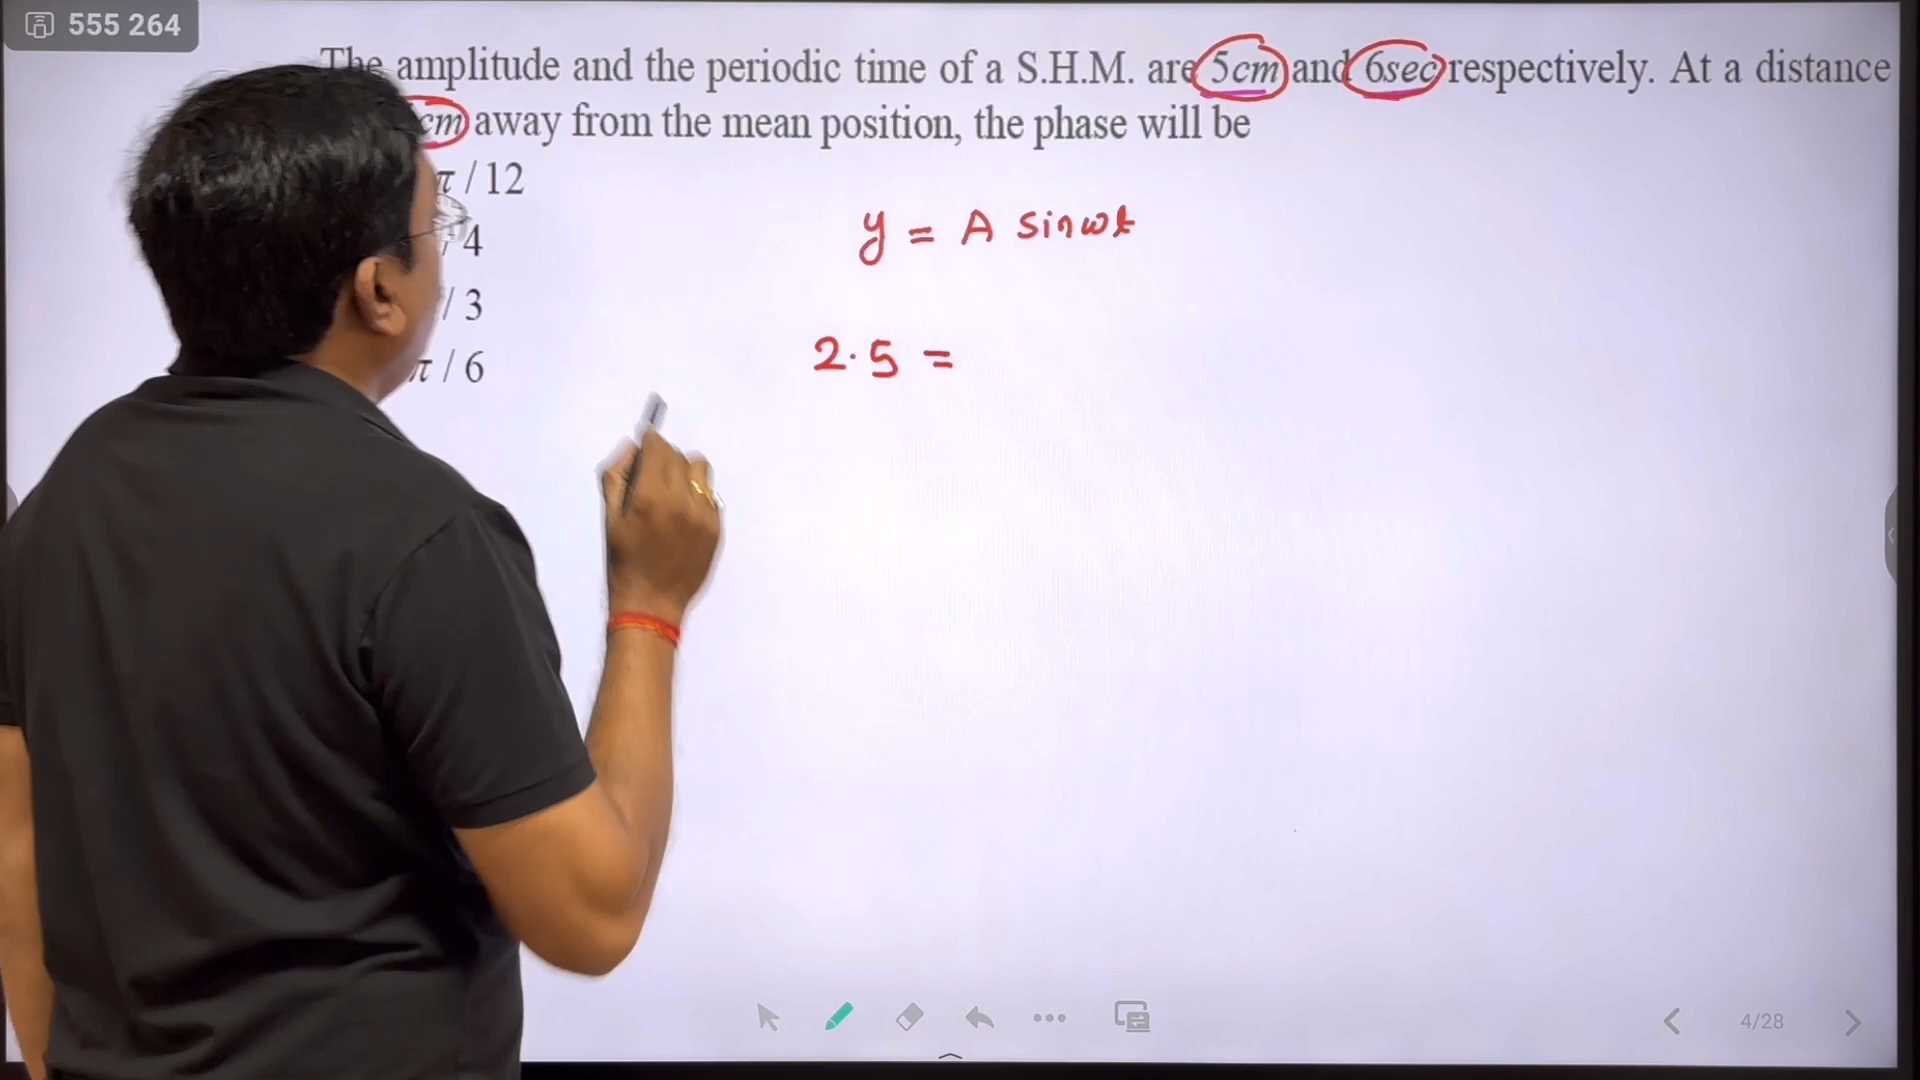 555 264
The amplitude and the periodic time of a S.H.M. are 5cm and 6sec respectively. At a distance
cm away from the mean position, the phase will be
π / 12
y = A sinωt
/ 4
/ 3
2.5 =
π / 6
4/28